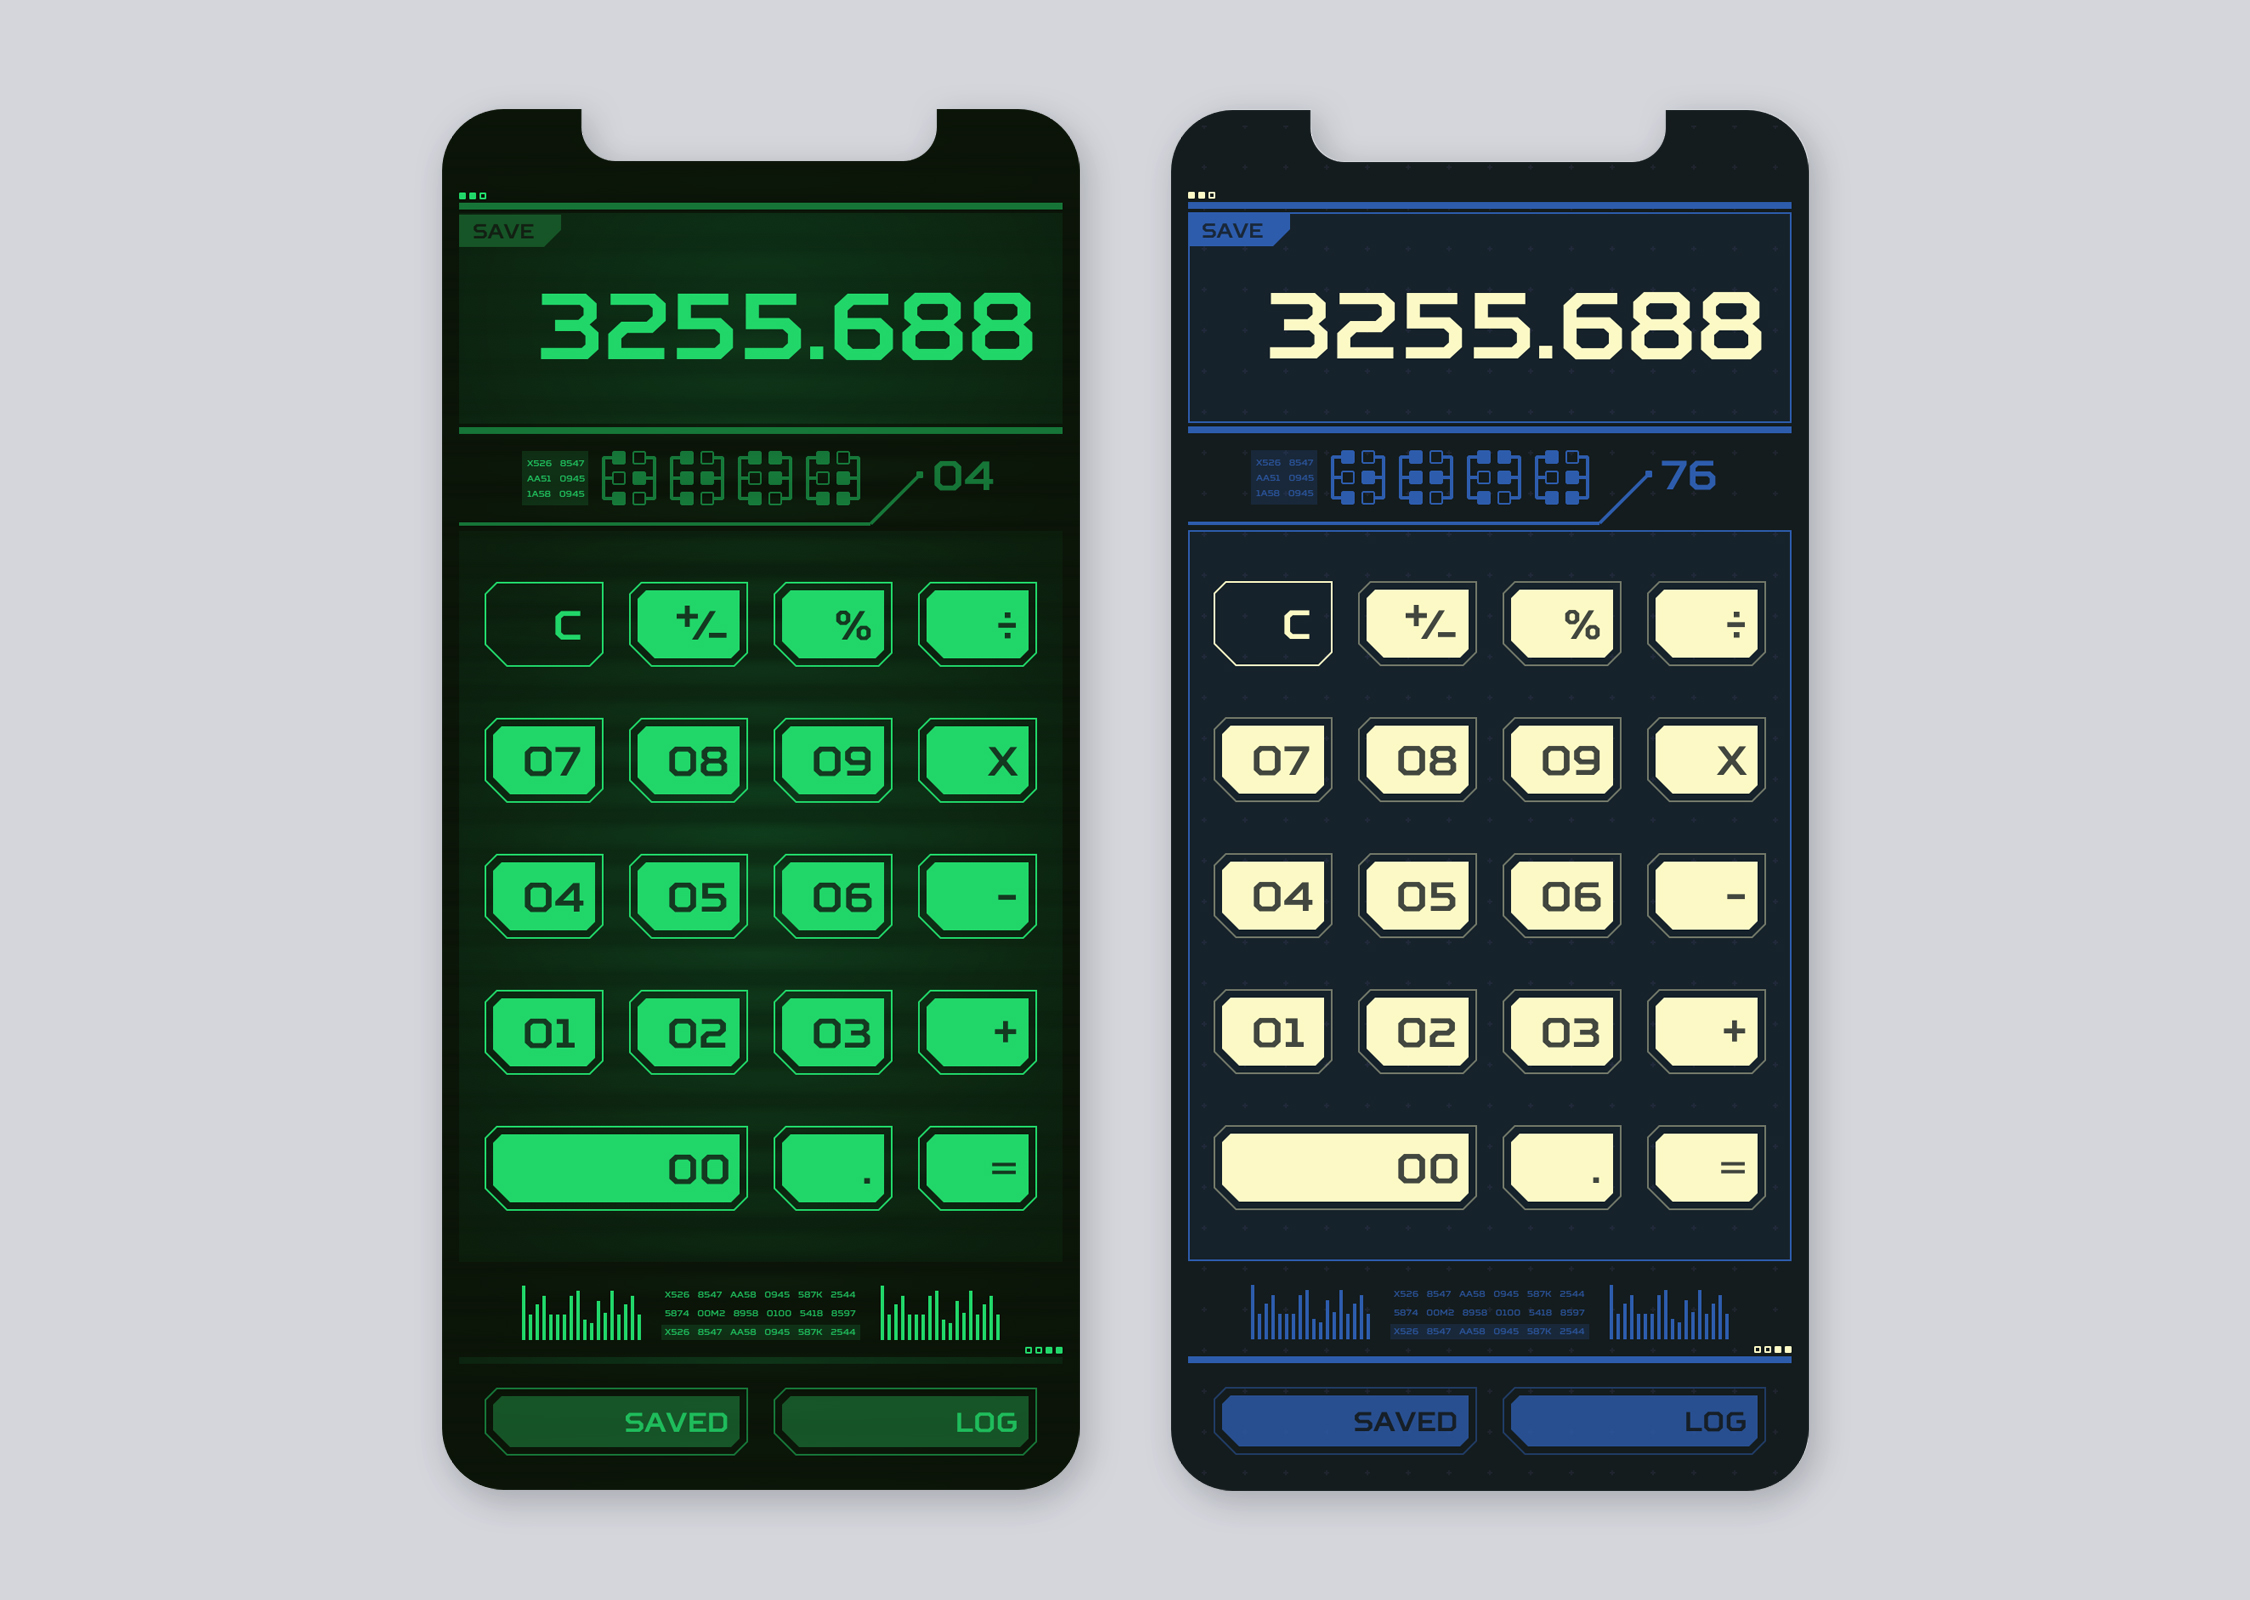 SAVE
3255.688
X526 8547
AA51 0945
1A58 0945
04
C +/- % ÷
07 08 09 X
04 05 06 -
01 02 03 +
00 . =
X526 8547 AA58 0945 587K 2544
5874 00M2 8958 0100 5418 8597
X526 8547 AA58 0945 587K 2544
SAVED LOG
SAVE
3255.688
X526 8547
AA51 0945
1A58 0945
76
C +/- % ÷
07 08 09 X
04 05 06 -
01 02 03 +
00 . =
X526 8547 AA58 0945 587K 2544
5874 00M2 8958 0100 5418 8597
X526 8547 AA58 0945 587K 2544
SAVED LOG